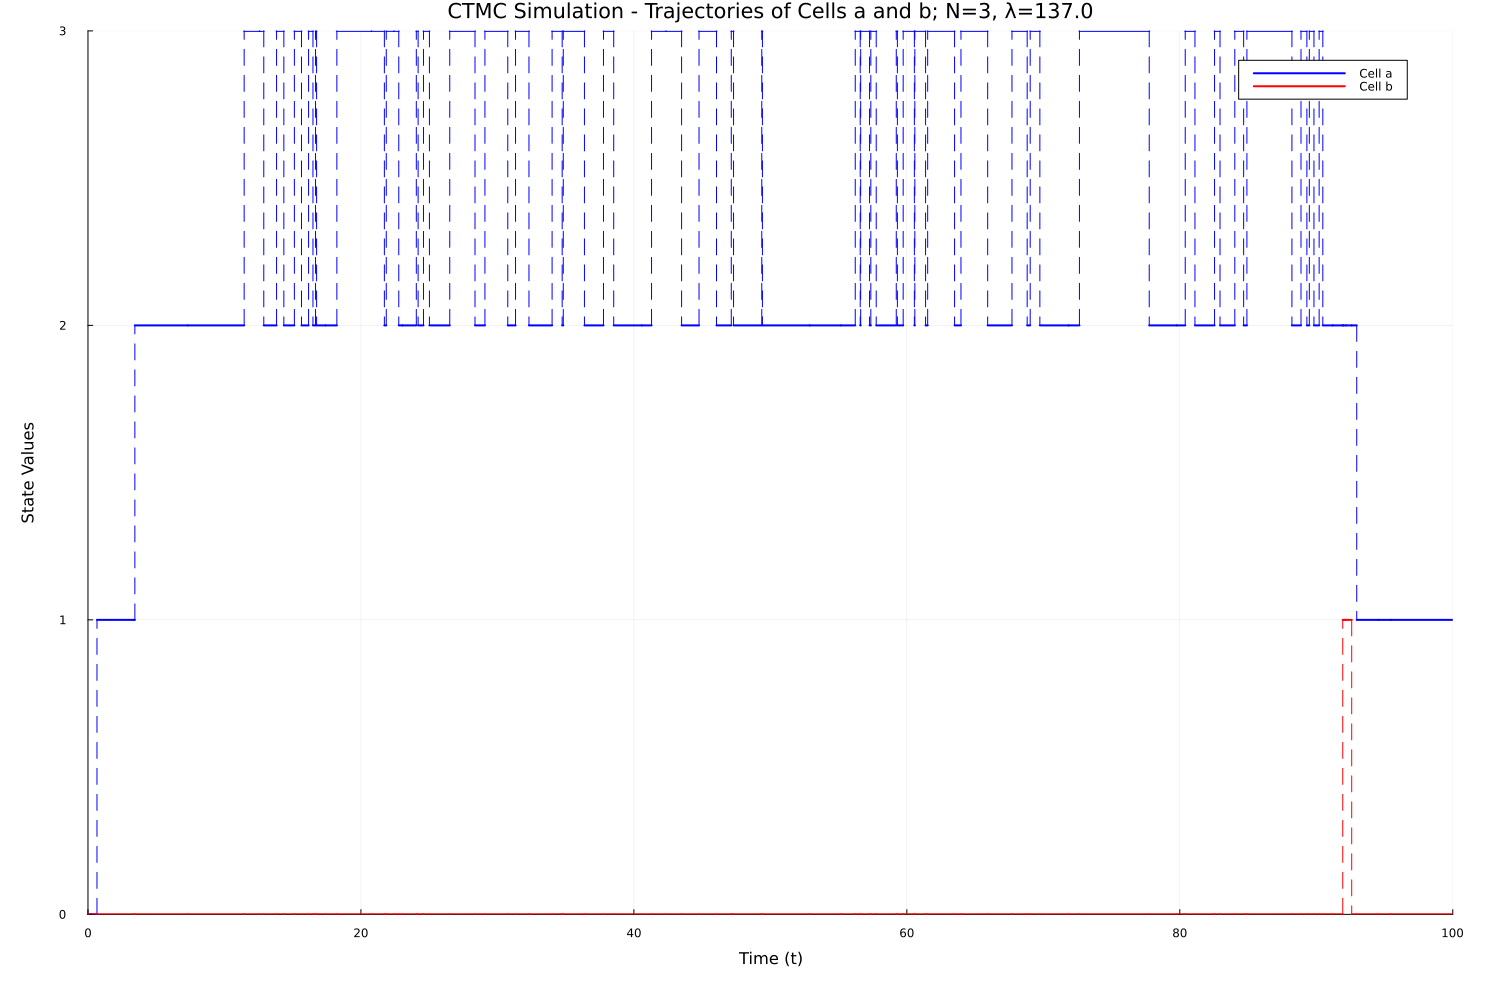 CTMC Simulation - Trajectories of Cells a and b; N=3, λ=137.0
3
Cell a
Cell b
2
State Values
1
0
0 20 40 60 80 100
Time (t)